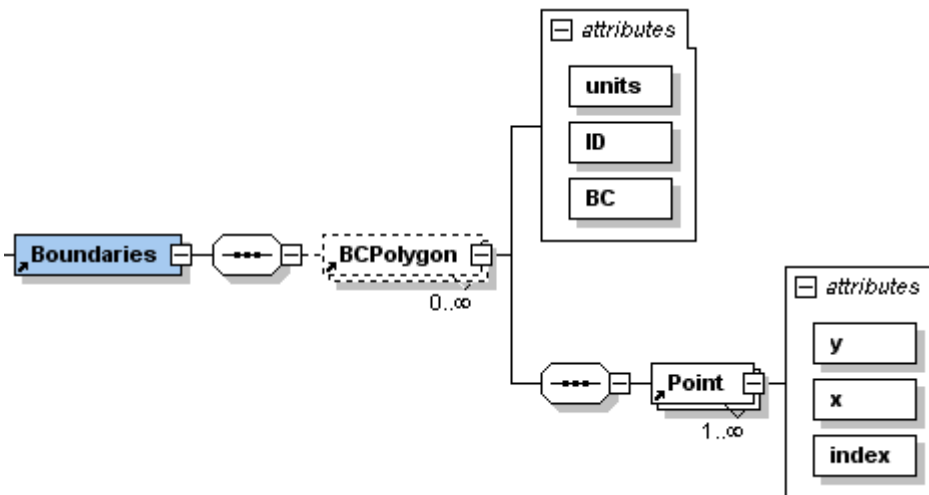 attributes
units
ID
BC
Boundaries
BCPolygon
0..∞
attributes
y
x
index
Point
1..∞